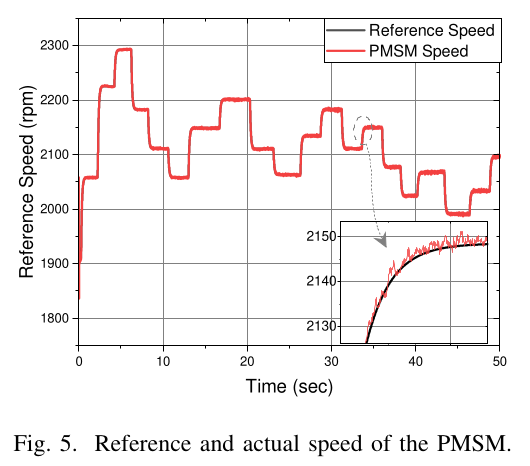 Reference Speed
PMSM Speed
Reference Speed (rpm)
2300
2200
2100
2000
1900
1800
2150
2140
2130
0 10 20 30 40 50
Time (sec)
Fig. 5. Reference and actual speed of the PMSM.